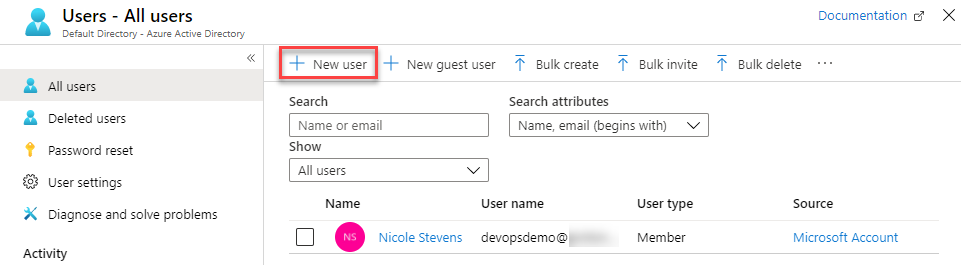 Users - All users
Documentation
Default Directory - Azure Active Directory
«
New user
New guest user
Bulk create
Bulk invite
Bulk delete
...
All users
Deleted users
Password reset
User settings
Diagnose and solve problems
Activity
Search
Search attributes
Name or email
Name, email (begins with)
Show
All users
Name User name User type Source
NS Nicole Stevens devopsdemo@ Member Microsoft Account